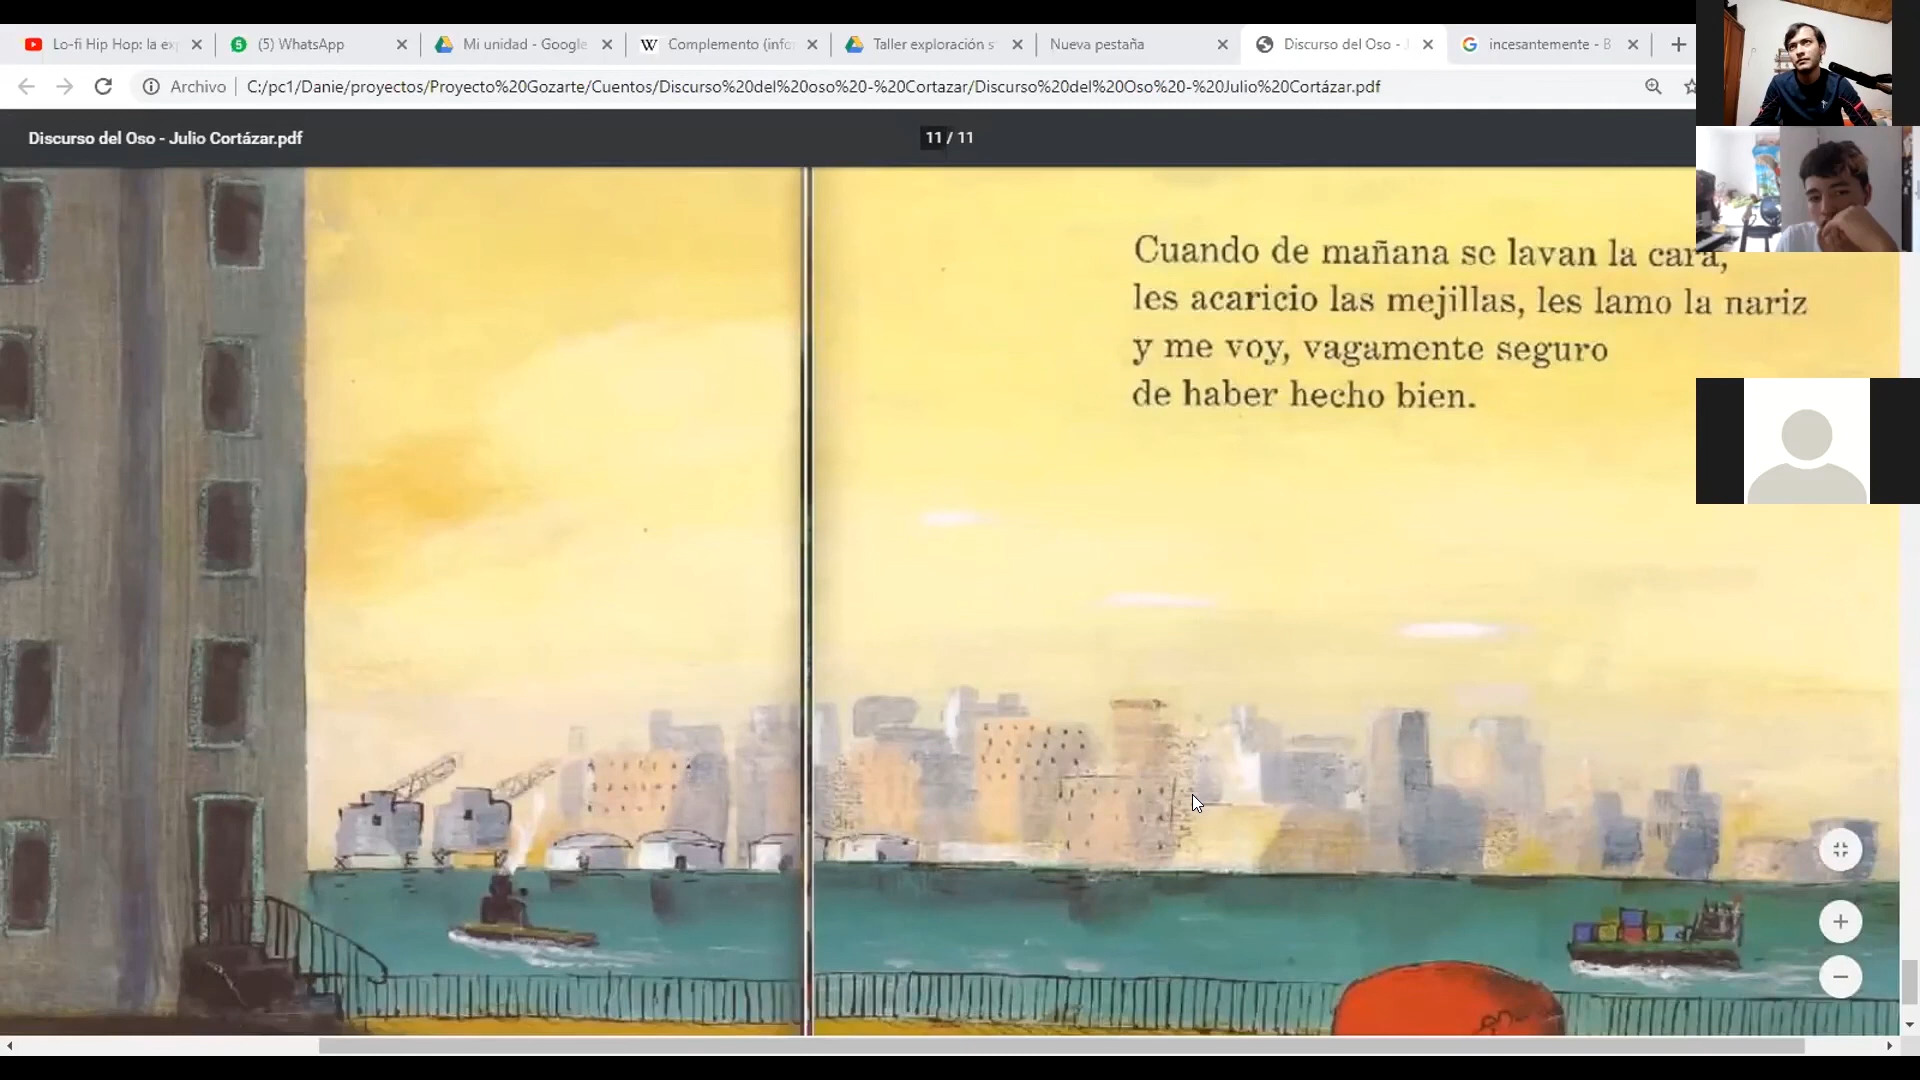 Lo-fi Hip Hop: la ex
(5) WhatsApp
Mi unidad - Google
Complemento (info
Taller exploración s
Nueva pestaña
Discurso del Oso - J
incesantemente - B
Archivo
C:/pc1/Danie/proyectos/Proyecto%20Gozarte/Cuentos/Discurso%20del%20oso%20-%20Cortazar/Discurso%20del%20Oso%20-%20Julio%20Cortázar.pdf
Discurso del Oso - Julio Cortázar.pdf
11 / 11
Cuando de mañana se lavan la cara,
les acaricio las mejillas, les lamo la nariz
y me voy, vagamente seguro
de haber hecho bien.